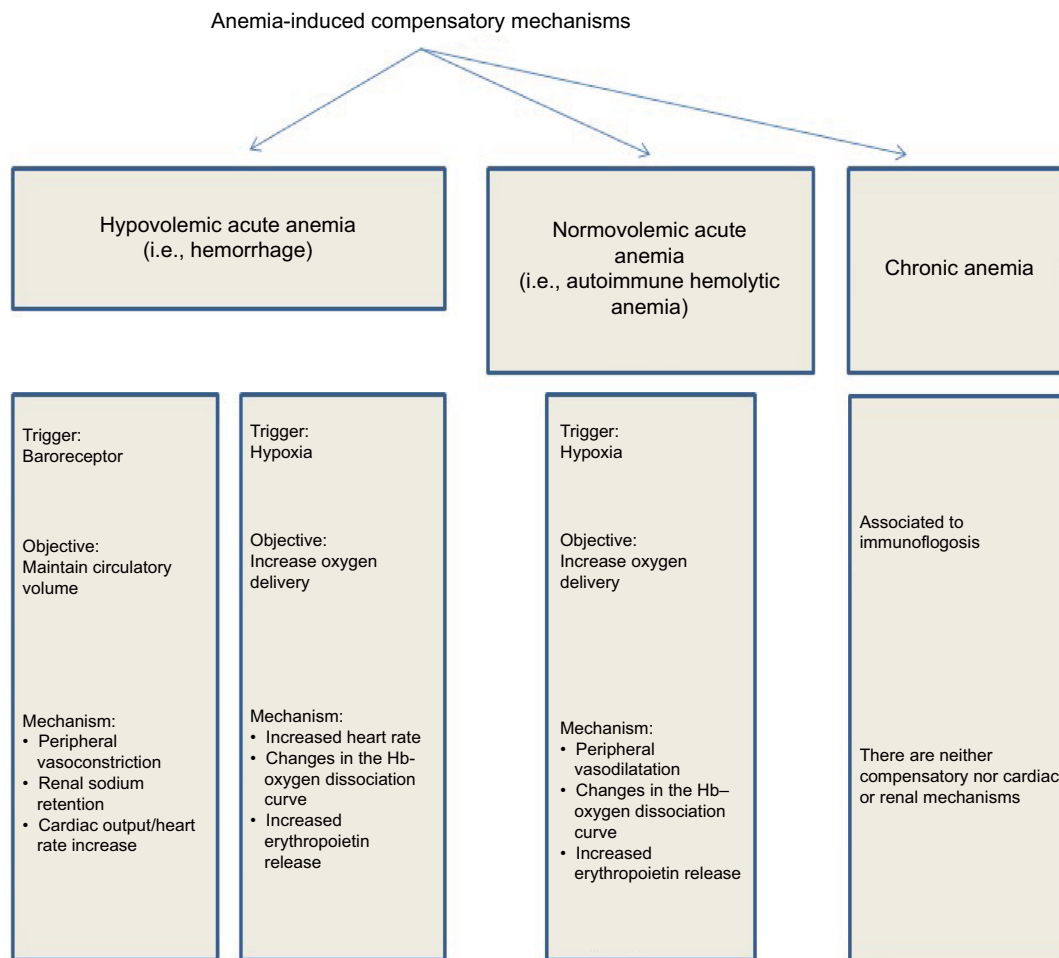 Anemia-induced compensatory mechanisms
Hypovolemic acute anemia
(i.e., hemorrhage)
Normovolemic acute
anemia
(i.e., autoimmune hemolytic
anemia)
Chronic anemia
Trigger:
Baroreceptor
Objective:
Maintain circulatory
volume
Mechanism:
• Peripheral
vasoconstriction
• Renal sodium
retention
• Cardiac output/heart
rate increase
Trigger:
Hypoxia
Objective:
Increase oxygen
delivery
Mechanism:
• Increased heart rate
• Changes in the Hb-
oxygen dissociation
curve
• Increased
erythropoietin
release
Trigger:
Hypoxia
Objective:
Increase oxygen
delivery
Mechanism:
• Peripheral
vasodilatation
• Changes in the Hb–
oxygen dissociation
curve
• Increased
erythropoietin release
Associated to
immunoflogosis
There are neither
compensatory nor cardiac
or renal mechanisms